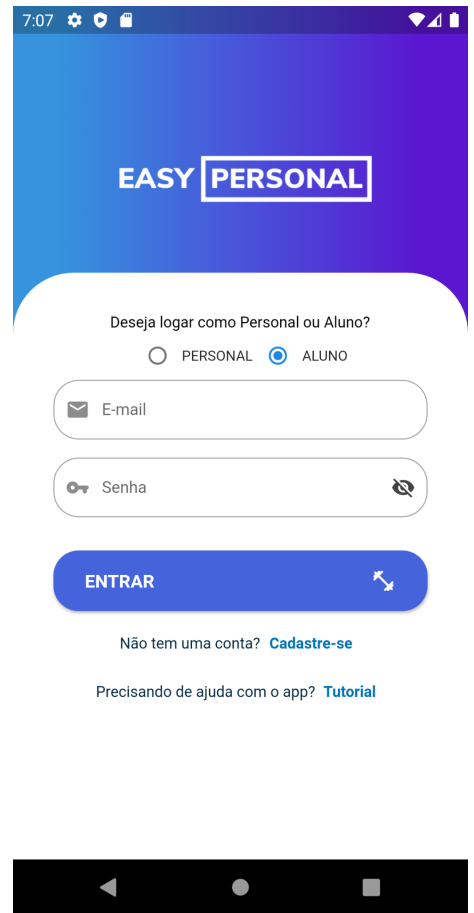 7:07
EASY PERSONAL
Deseja logar como Personal ou Aluno?
PERSONAL ALUNO
E-mail
Senha
ENTRAR
Não tem uma conta? Cadastre-se
Precisando de ajuda com o app? Tutorial